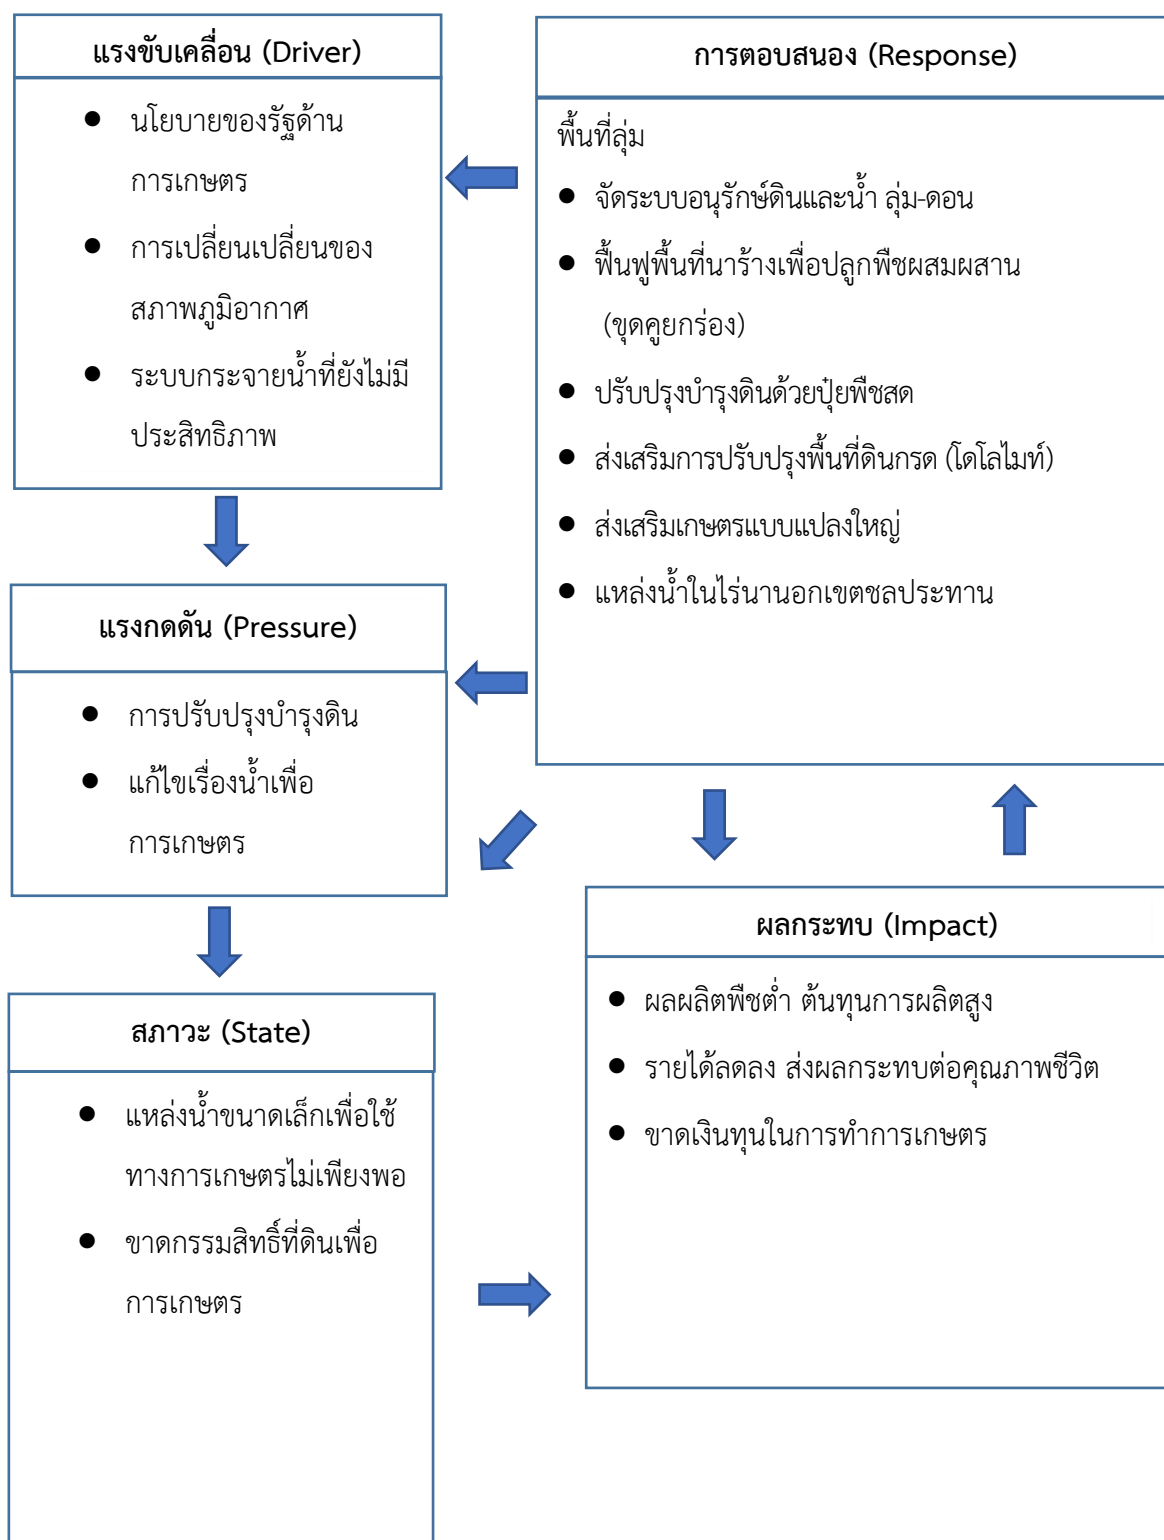 แรงขับเคลื่อน (Driver)
● นโยบายของรัฐด้าน
การเกษตร
● การเปลี่ยนเปลี่ยนของ
สภาพภูมิอากาศ
● ระบบกระจายน้ำที่ยังไม่มี
ประสิทธิภาพ
การตอบสนอง (Response)
พื้นที่ลุ่ม
● จัดระบบอนุรักษ์ดินและน้ำ ลุ่ม-ดอน
● ฟื้นฟูพื้นที่นาร้างเพื่อปลูกพืชผสมผสาน
(ขุดคูยกร่อง)
● ปรับปรุงบำรุงดินด้วยปุ๋ยพืชสด
● ส่งเสริมการปรับปรุงพื้นที่ดินกรด (โดโลไมท์)
● ส่งเสริมเกษตรแบบแปลงใหญ่
● แหล่งน้ำในไร่นานอกเขตชลประทาน
แรงกดดัน (Pressure)
● การปรับปรุงบำรุงดิน
● แก้ไขเรื่องน้ำเพื่อ
การเกษตร
สภาวะ (State)
● แหล่งน้ำขนาดเล็กเพื่อใช้
ทางการเกษตรไม่เพียงพอ
● ขาดกรรมสิทธิ์ที่ดินเพื่อ
การเกษตร
ผลกระทบ (Impact)
● ผลผลิตพืชต่ำ ต้นทุนการผลิตสูง
● รายได้ลดลง ส่งผลกระทบต่อคุณภาพชีวิต
● ขาดเงินทุนในการทำการเกษตร